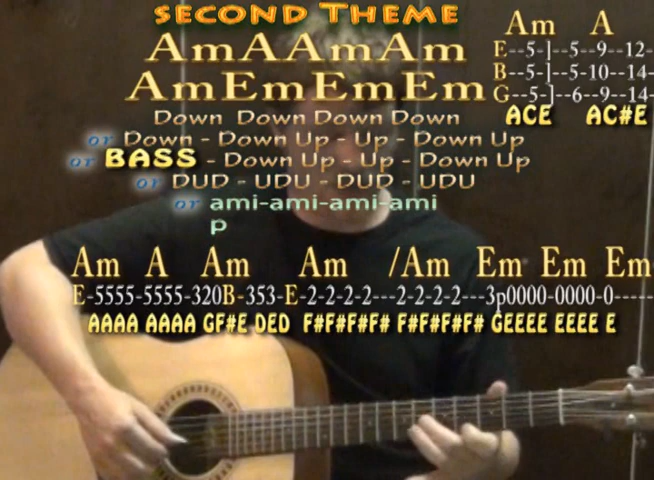 SECOND THEME
AmAAmAm
AmEmEmEm
Down Down Down Down
or Down - Down Up - Up - Down Up
or BASS - Down Up - Up - Down Up
or DUD - UDU - DUD - UDU
or ami-ami-ami-ami
p
Am A
E--5-]--5--9--12-
B--5-]--5-10--14-
G--5-]--6--9--14-
ACE AC#E
Am A Am Am /Am Em Em Em
E-5555-5555-320B-353-E-2-2-2-2---2-2-2-2---3p0000-0000-0-----
AAAA AAAA GF#E DED F#F#F#F# F#F#F#F# GEEEE EEEE E